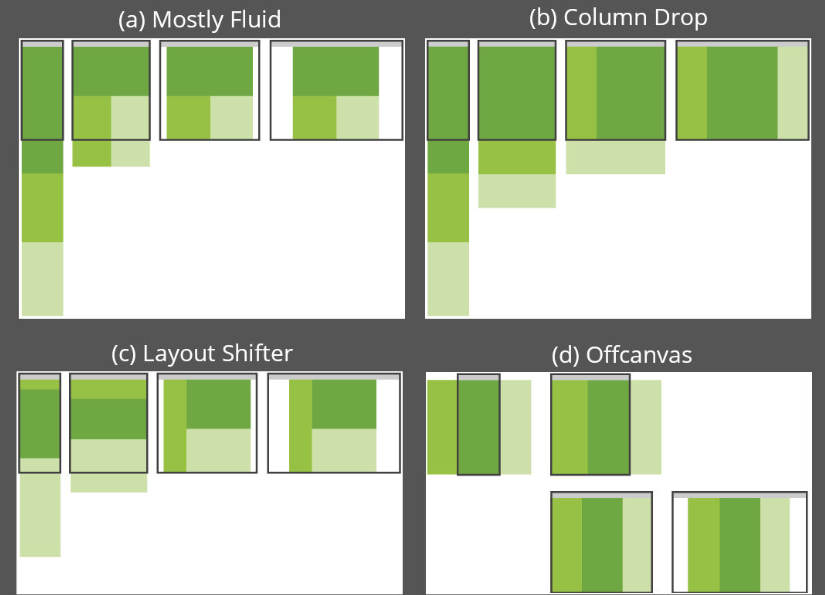 (a) Mostly Fluid
(b) Column Drop
(c) Layout Shifter
(d) Offcanvas